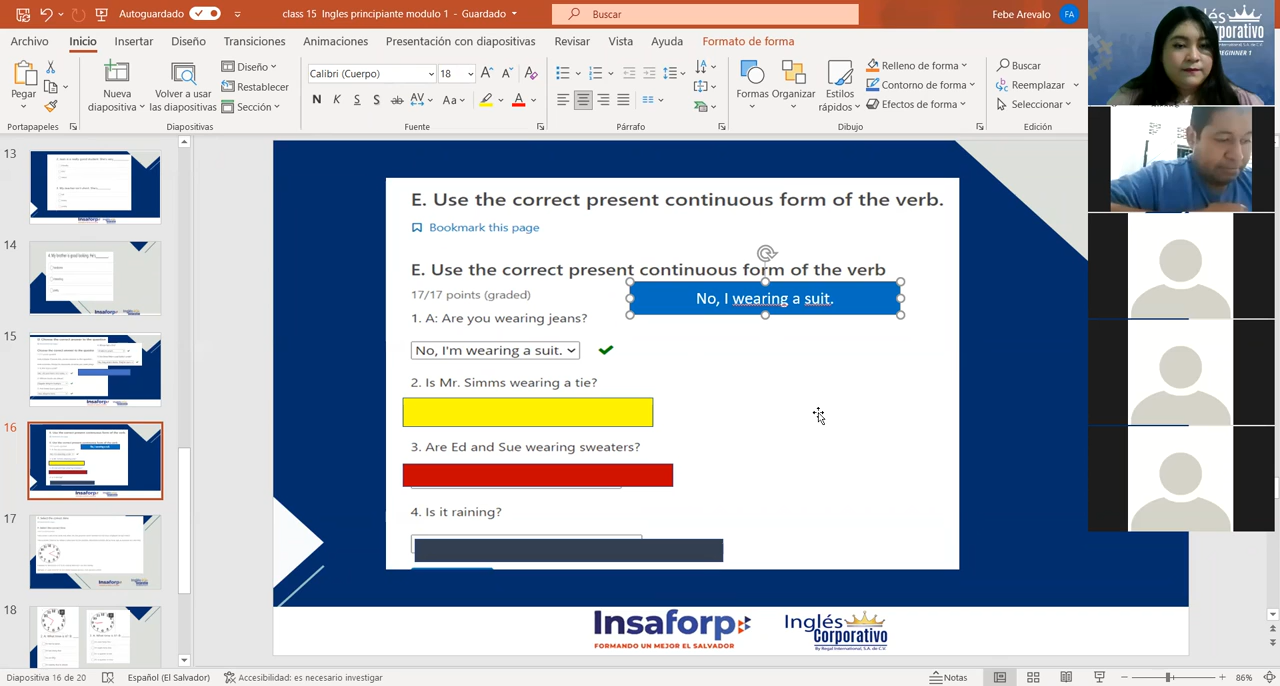 Autoguardado
class 15 Ingles principiante modulo 1 - Guardado
Buscar
Febe Arevalo FA
Archivo Inicio Insertar Diseño Transiciones Animaciones Presentación con diapositivas Revisar Vista Ayuda Formato de forma
Pegar
Nueva diapositiva
Volver a usar las diapositivas
Diseño
Restablecer
Sección
Calibri (Cuerpo) 18
N K S S ab AV Aa A
Formas Organizar Estilos rápidos
Relleno de forma
Contorno de forma
Efectos de forma
Buscar
Reemplazar
Seleccionar
Portapapeles Diapositivas Fuente Párrafo Dibujo Edición
13
14
15
16
17
18
E. Use the correct present continuous form of the verb.
Bookmark this page
E. Use the correct present continuous form of the verb
17/17 points (graded)
No, I wearing a suit.
1. A: Are you wearing jeans?
No, I'm wearing a suit.
2. Is Mr. Simms wearing a tie?
3. Are Ed and Sue wearing sweaters?
4. Is it raining?
Insaforp
FORMANDO UN MEJOR EL SALVADOR
Inglés
Corporativo
By Regal International, S.A. de C.V.
Diapositiva 16 de 20
Español (El Salvador)
Accesibilidad: es necesario investigar
Notas
86%